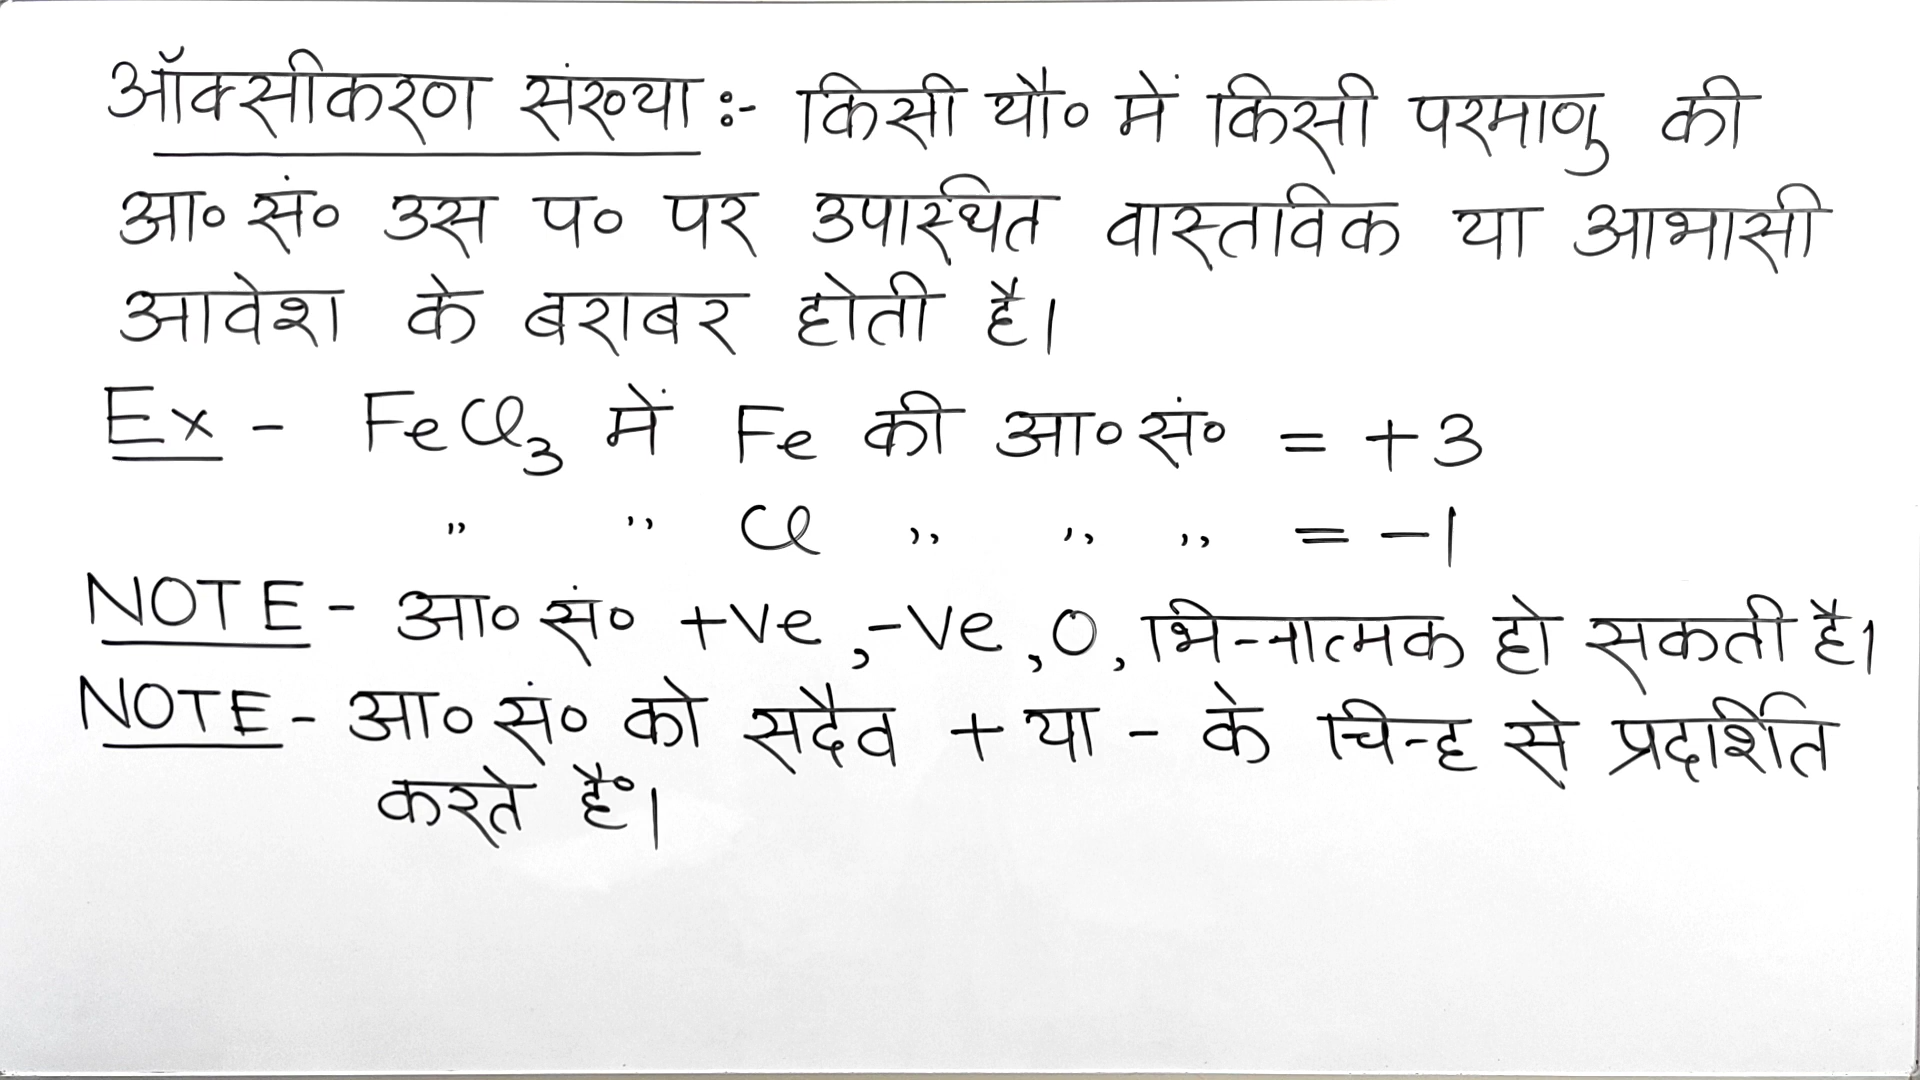 ऑक्सीकरण संख्या :- किसी यौ० में किसी परमाणु की
आ० सं० उस प० पर उपस्थित वास्तविक या आभासी
आवेश के बराबर होती है।
Ex - FeCl₃ में Fe की आ० सं० = +3
" " Cl " " " = -1
NOTE - आ० सं० +ve, -ve, 0, भिन्नात्मक हो सकती है।
NOTE - आ० सं० को सदैव + या - के चिन्ह से प्रदर्शित
करते हैं।